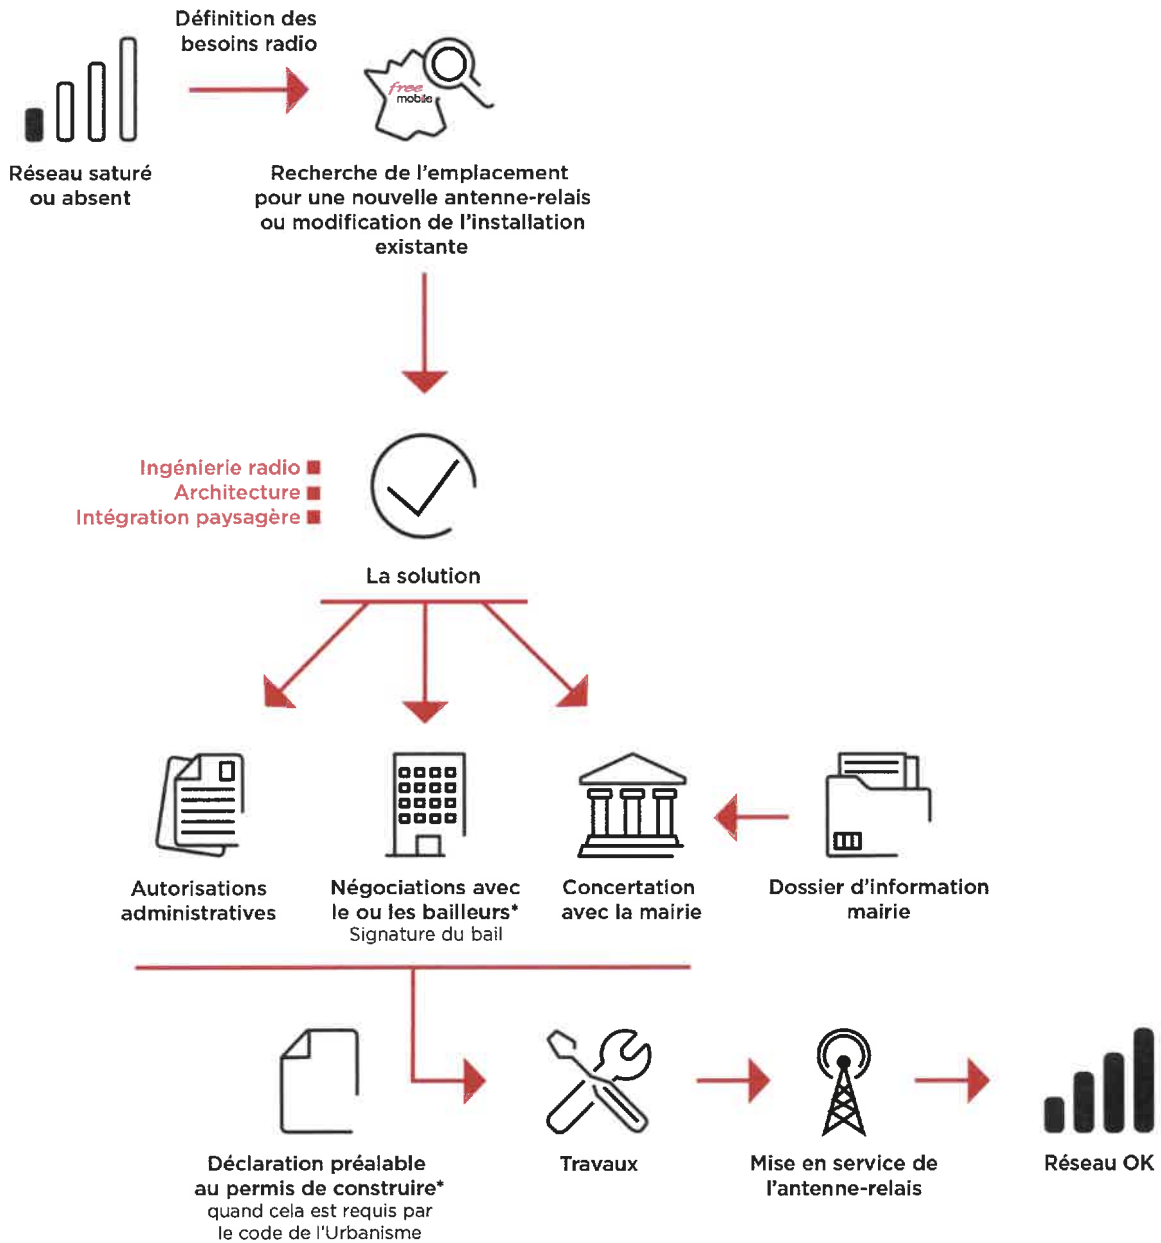 Définition des
besoins radio
free
mobile
Réseau saturé
ou absent
Recherche de l'emplacement
pour une nouvelle antenne-relais
ou modification de l'installation
existante
Ingénierie radio
Architecture
Intégration paysagère
La solution
Autorisations
administratives
Négociations avec
le ou les bailleurs*
Signature du bail
Concertation
avec la mairie
Dossier d'information
mairie
Déclaration préalable
au permis de construire*
quand cela est requis par
le code de l'Urbanisme
Travaux
Mise en service de
l'antenne-relais
Réseau OK